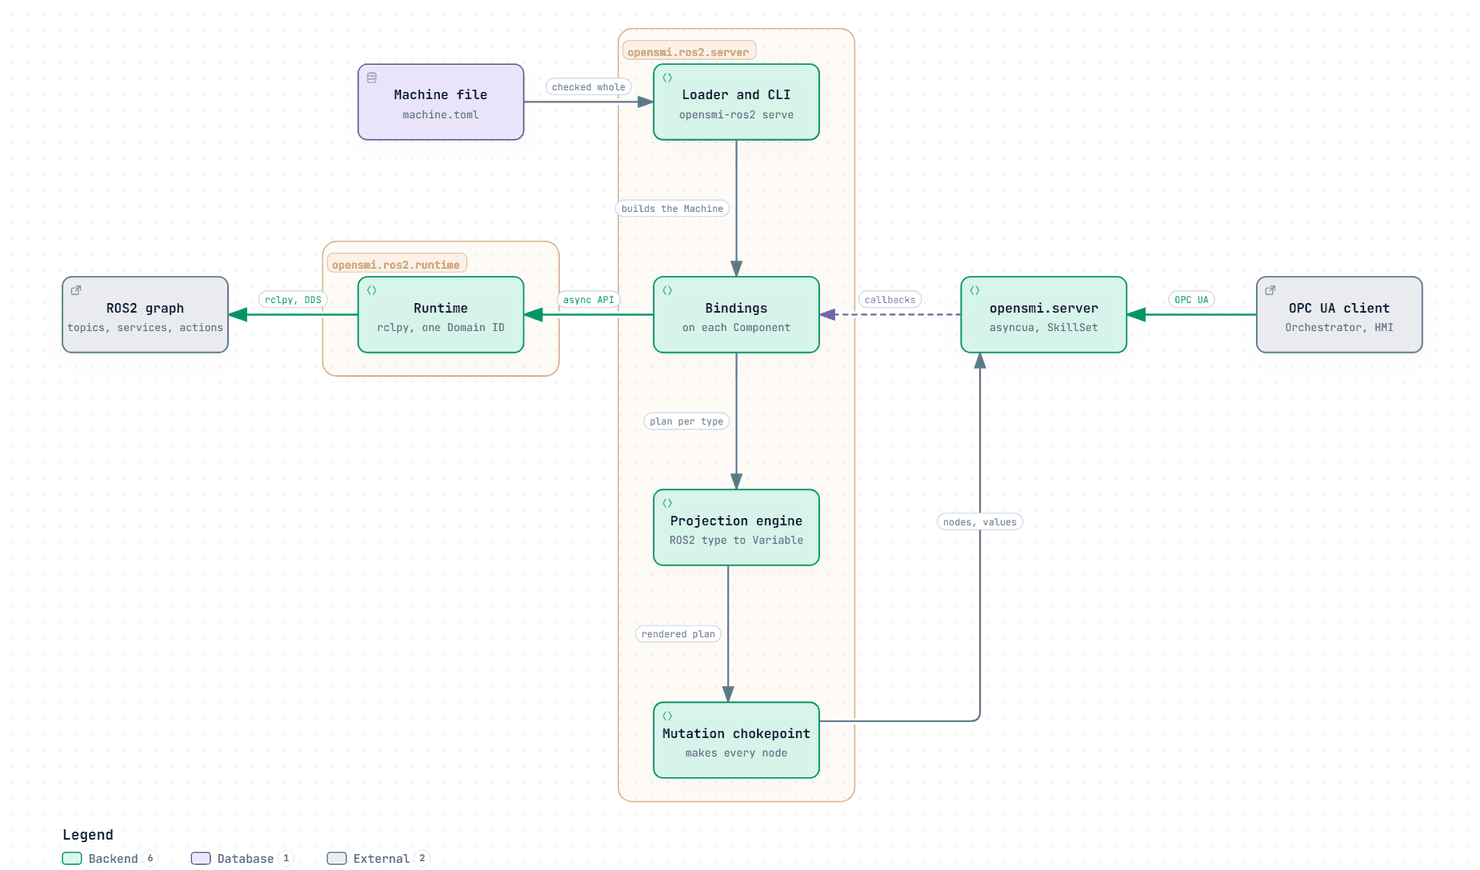 opensmi.ros2.server
Machine file
machine.toml
checked whole
Loader and CLI
opensmi-ros2 serve
builds the Machine
opensmi.ros2.runtime
ROS2 graph
topics, services, actions
rclpy, DDS
Runtime
rclpy, one Domain ID
async API
Bindings
on each Component
callbacks
opensmi.server
asyncua, SkillSet
OPC UA
OPC UA client
Orchestrator, HMI
plan per type
Projection engine
ROS2 type to Variable
nodes, values
rendered plan
Mutation chokepoint
makes every node
Legend
Backend 6
Database 1
External 2